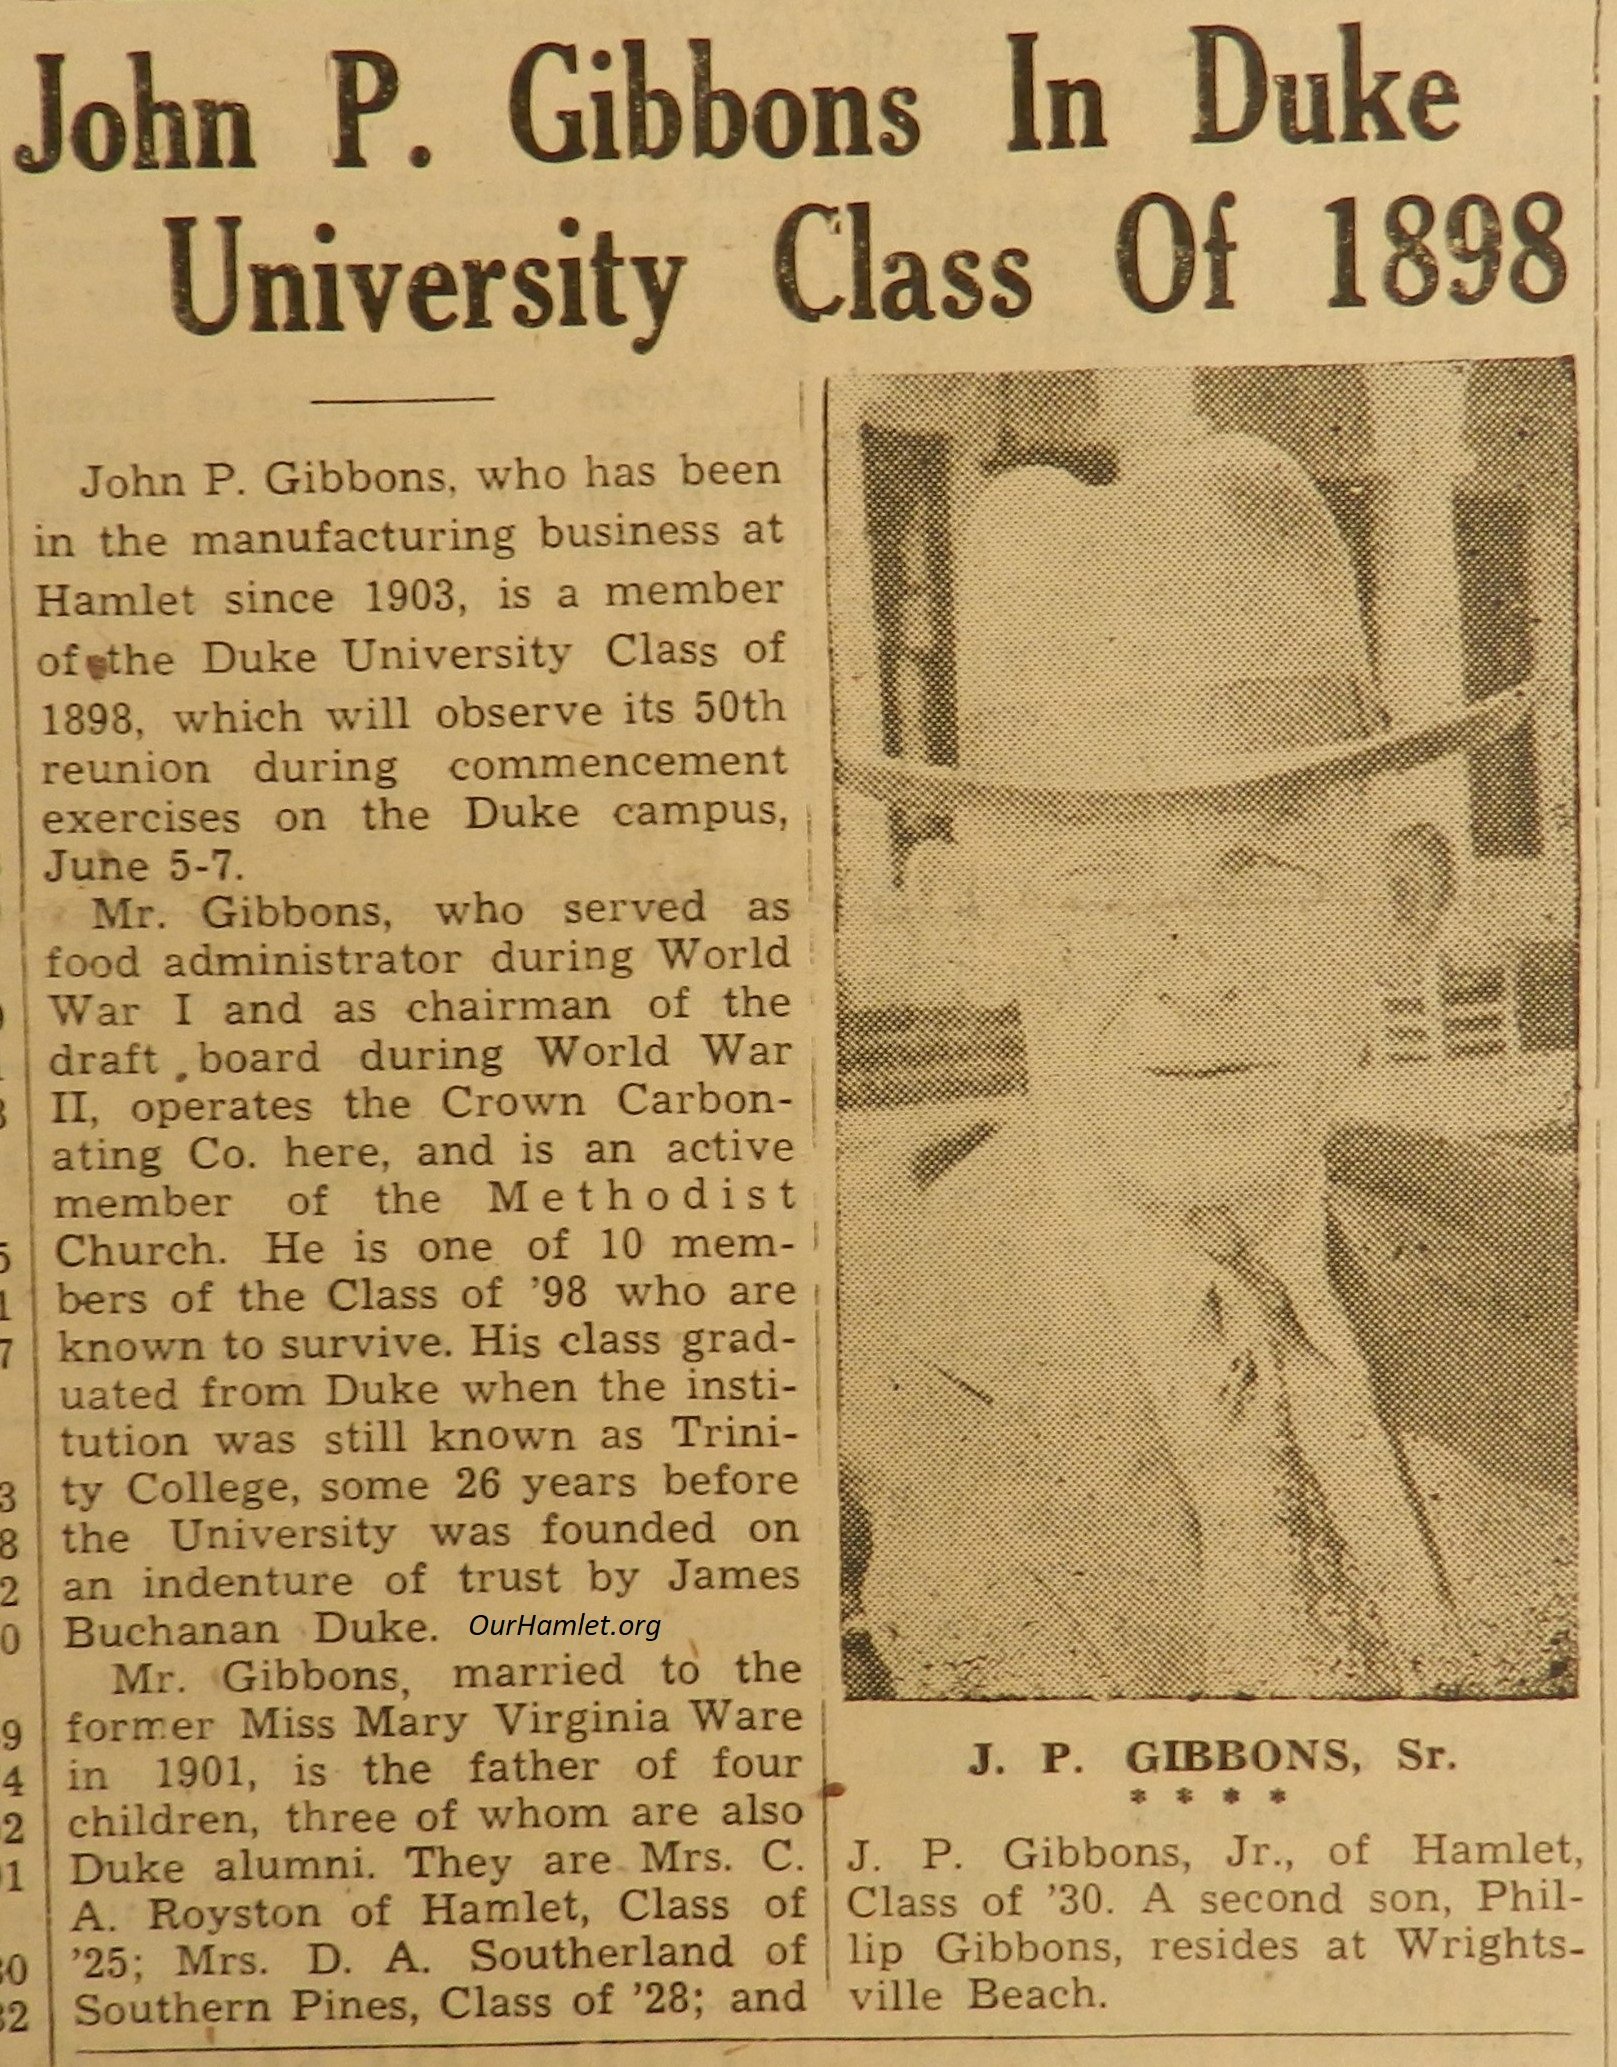 John P. Gibbons In Duke
University Class Of 1898
John P. Gibbons, who has been
in the manufacturing business at
Hamlet since 1903, is a member
of the Duke University Class of
1898, which will observe its 50th
reunion during commencement
exercises on the Duke campus,
June 5-7.
Mr. Gibbons, who served as
food administrator during World
War I and as chairman of the
draft board during World War
II, operates the Crown Carbon-
ating Co. here, and is an active
member of the Methodist
Church. He is one of 10 mem-
bers of the Class of '98 who are
known to survive. His class grad-
uated from Duke when the insti-
tution was still known as Trini-
ty College, some 26 years before
the University was founded on
an indenture of trust by James
Buchanan Duke. OurHamlet.org
Mr. Gibbons, married to the
former Miss Mary Virginia Ware
in 1901, is the father of four
children, three of whom are also
Duke alumni. They are Mrs. C.
A. Royston of Hamlet, Class of
'25; Mrs. D. A. Southerland of
Southern Pines, Class of '28; and
J. P. GIBBONS, Sr.
* * * *
J. P. Gibbons, Jr., of Hamlet,
Class of '30. A second son, Phil-
lip Gibbons, resides at Wrights-
ville Beach.